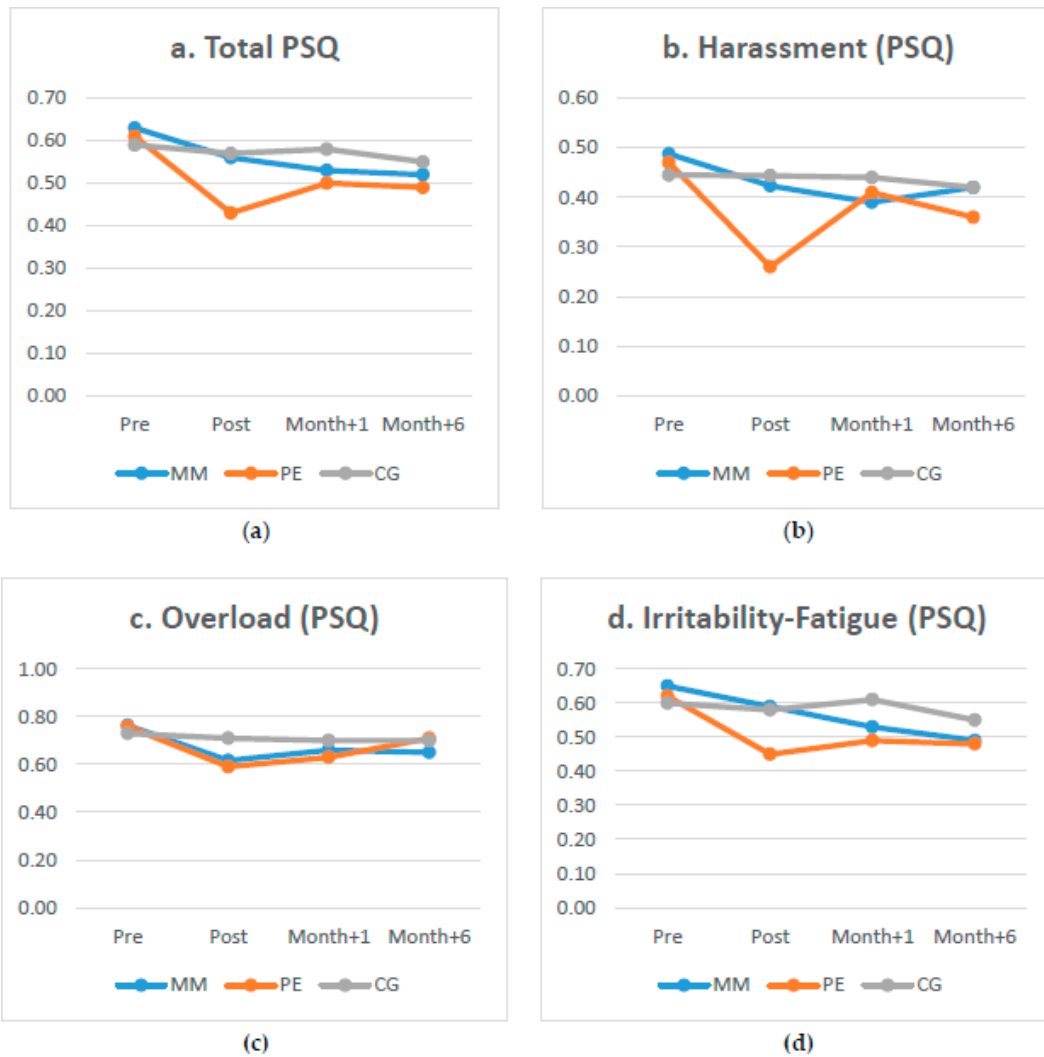 a. Total PSQ
0.70
0.60
0.50
0.40
0.30
0.20
0.10
0.00
Pre Post Month+1 Month+6
MM PE CG
(a)
b. Harassment (PSQ)
0.60
0.50
0.40
0.30
0.20
0.10
0.00
Pre Post Month+1 Month+6
MM PE CG
(b)
c. Overload (PSQ)
1.00
0.80
0.60
0.40
0.20
0.00
Pre Post Month+1 Month+6
MM PE CG
(c)
d. Irritability-Fatigue (PSQ)
0.70
0.60
0.50
0.40
0.30
0.20
0.10
0.00
Pre Post Month+1 Month+6
MM PE CG
(d)